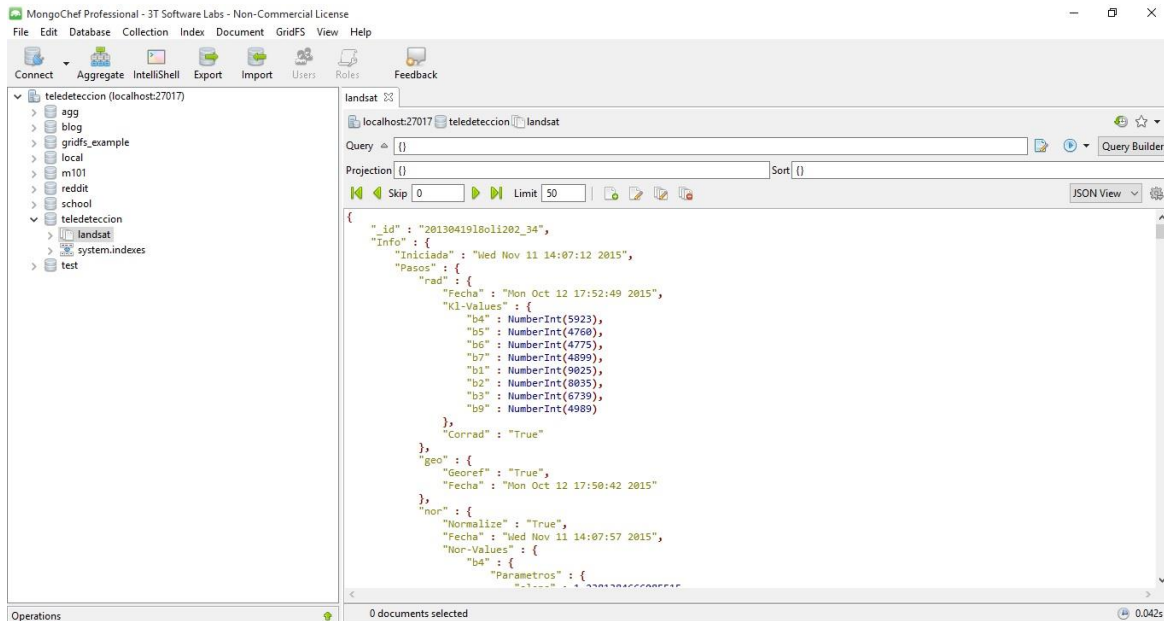 MongoChef Professional - 3T Software Labs - Non-Commercial License
File Edit Database Collection Index Document GridFS View Help
Connect Aggregate IntelliShell Export Import Users Roles Feedback
teledeteccion (localhost:27017)
agg
blog
gridfs_example
local
m101
reddit
school
teledeteccion
landsat
system.indexes
test
Operations
landsat
localhost:27017 teledeteccion landsat
Query {} Query Builder
Projection {} Sort {}
Skip 0 Limit 50 JSON View
{
"_id" : "20130419l8oli202_34",
"Info" : {
"Iniciada" : "Wed Nov 11 14:07:12 2015",
"Pasos" : {
"rad" : {
"Fecha" : "Mon Oct 12 17:52:49 2015",
"Kl-Values" : {
"b4" : NumberInt(5923),
"b5" : NumberInt(4760),
"b6" : NumberInt(4775),
"b7" : NumberInt(4899),
"b1" : NumberInt(9025),
"b2" : NumberInt(8035),
"b3" : NumberInt(6739),
"b9" : NumberInt(4989)
},
"Corrad" : "True"
},
"geo" : {
"Georef" : "True",
"Fecha" : "Mon Oct 12 17:50:42 2015"
},
"nor" : {
"Normalize" : "True",
"Fecha" : "Wed Nov 11 14:07:57 2015",
"Nor-Values" : {
"b4" : {
"Parametros" : {
0 documents selected 0.042s